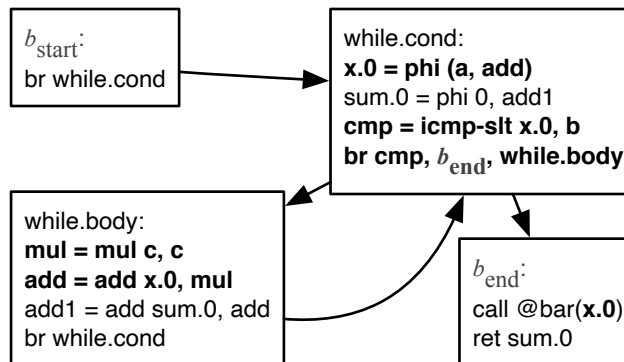 b_start:
br while.cond
while.cond:
x.0 = phi (a, add)
sum.0 = phi 0, add1
cmp = icmp-slt x.0, b
br cmp, b_end, while.body
while.body:
mul = mul c, c
add = add x.0, mul
add1 = add sum.0, add
br while.cond
b_end:
call @bar(x.0)
ret sum.0